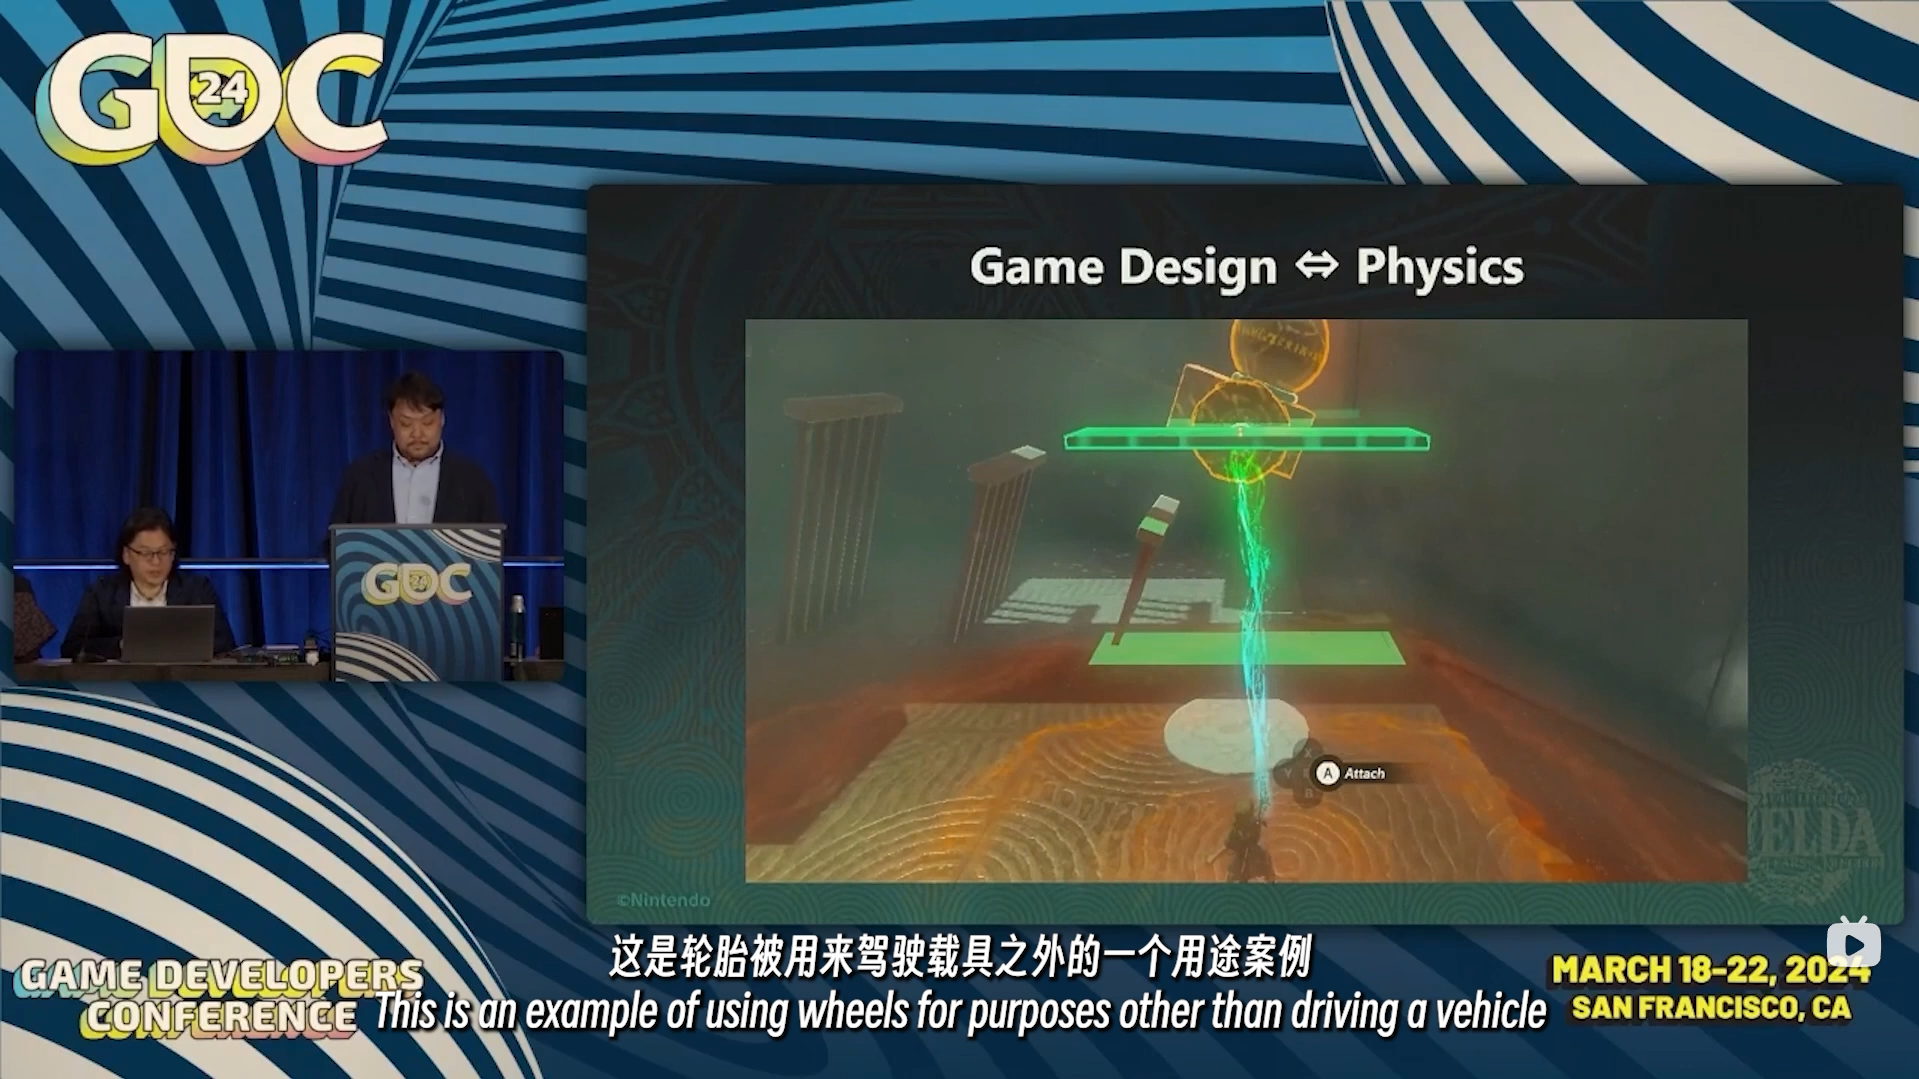 GDC
24
Game Design ⇔ Physics
X
Y
A Attach
B
GDC
24
ZELDA
©Nintendo
这是轮胎被用来驾驶载具之外的一个用途案例
This is an example of using wheels for purposes other than driving a vehicle
GAME DEVELOPERS
CONFERENCE
MARCH 18-22, 2024
SAN FRANCISCO, CA